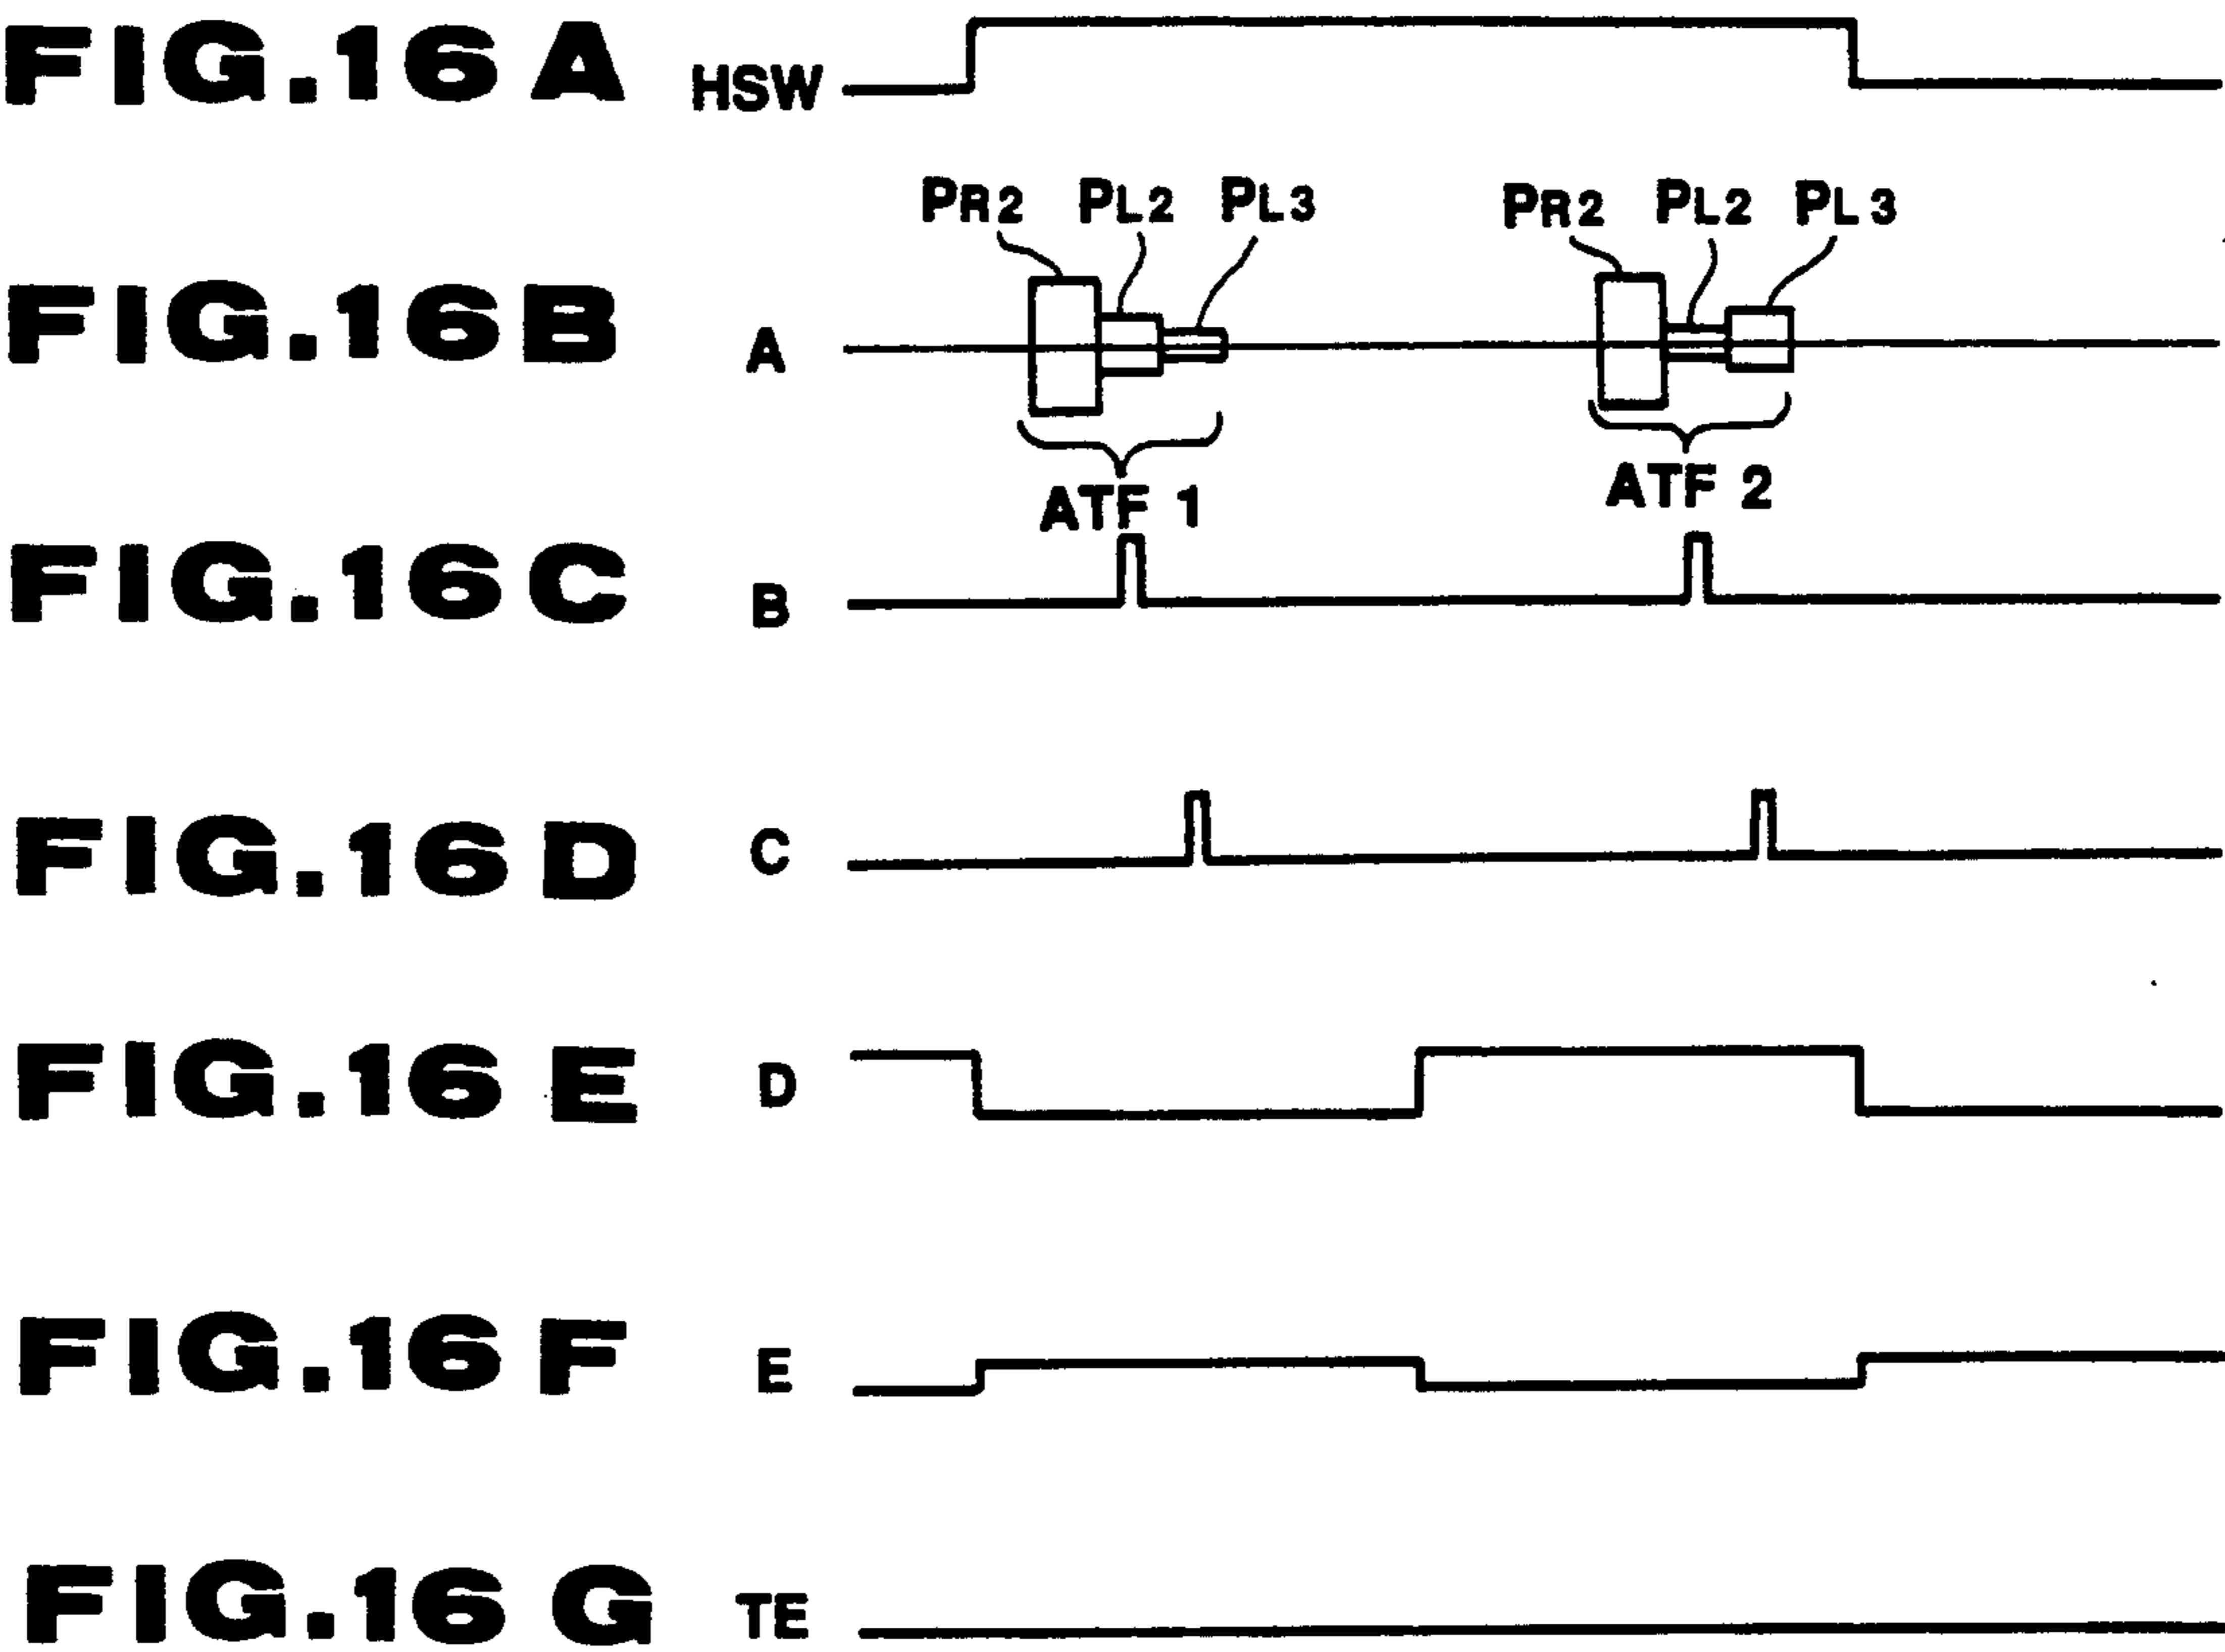 FIG.16A HSW
PR2 PL2 PL3 PR2 PL2 PL3
FIG.16B A
ATF 1 ATF 2
FIG.16C B
FIG.16D C
FIG.16E D
FIG.16F E
FIG.16G TE